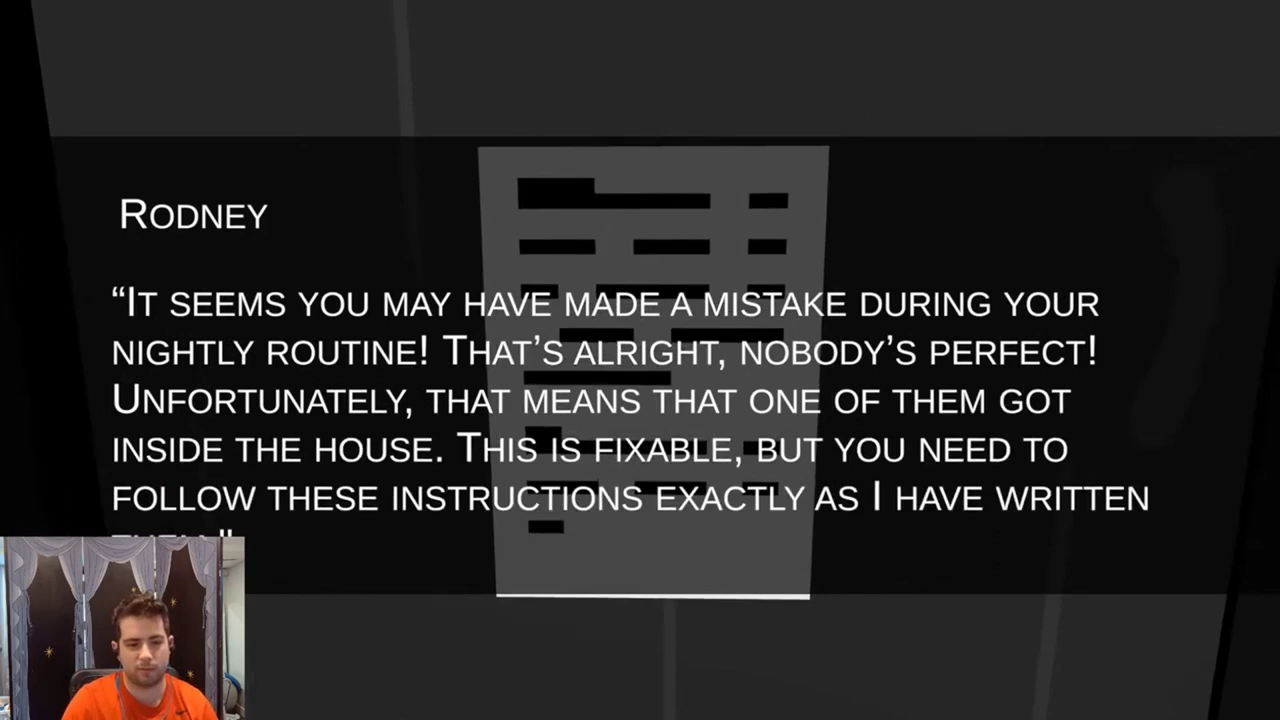 Rodney
“It seems you may have made a mistake during your
nightly routine! That’s alright, nobody’s perfect!
Unfortunately, that means that one of them got
inside the house. This is fixable, but you need to
follow these instructions exactly as I have written